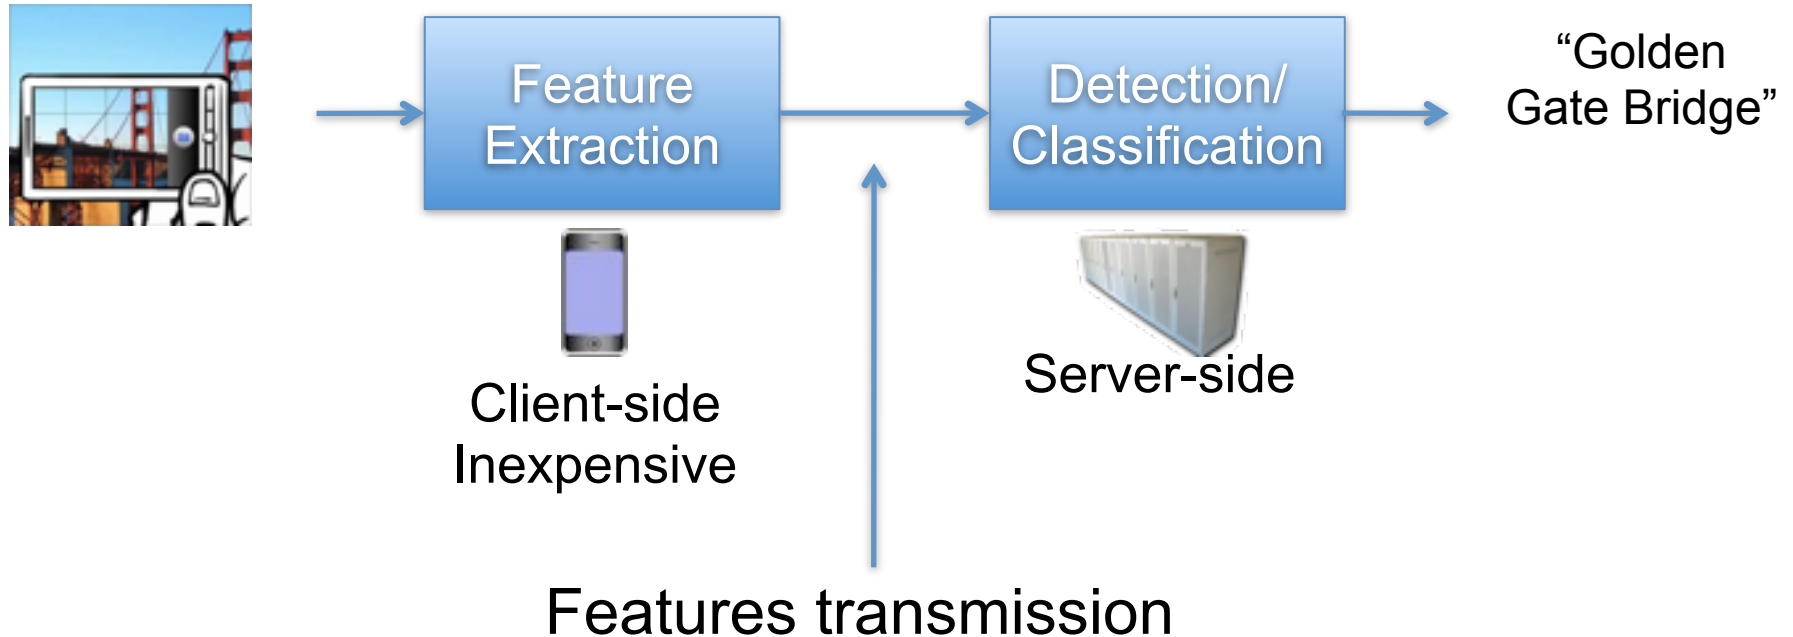 Feature
Extraction
Detection/
Classification
“Golden
Gate Bridge”
Client-side
Inexpensive
Server-side
Features transmission